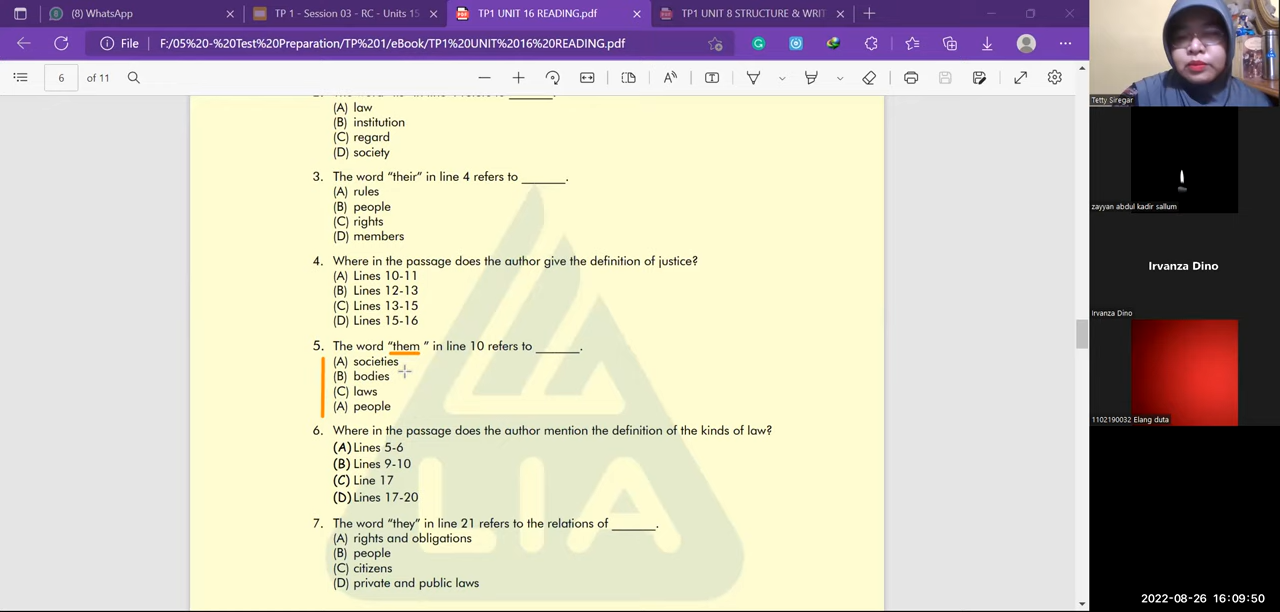 (8) WhatsApp
TP 1 - Session 03 - RC - Units 15
TP1 UNIT 16 READING.pdf
TP1 UNIT 8 STRUCTURE & WRIT
File
F:/05%20-%20Test%20Preparation/TP%201/eBook/TP1%20UNIT%2016%20READING.pdf
6 of 11
(A) law
(B) institution
(C) regard
(D) society
3. The word “their” in line 4 refers to ______.
(A) rules
(B) people
(C) rights
(D) members
4. Where in the passage does the author give the definition of justice?
(A) Lines 10-11
(B) Lines 12-13
(C) Lines 13-15
(D) Lines 15-16
5. The word “them ” in line 10 refers to ______.
(A) societies
(B) bodies
(C) laws
(A) people
6. Where in the passage does the author mention the definition of the kinds of law?
(A) Lines 5-6
(B) Lines 9-10
(C) Line 17
(D) Lines 17-20
7. The word “they” in line 21 refers to the relations of ______.
(A) rights and obligations
(B) people
(C) citizens
(D) private and public laws
LIA
Tetty Siregar
zayyan abdul kadir sallum
Irvanza Dino
Irvanza Dino
1102190032 Elang duta
2022-08-26 16:09:50